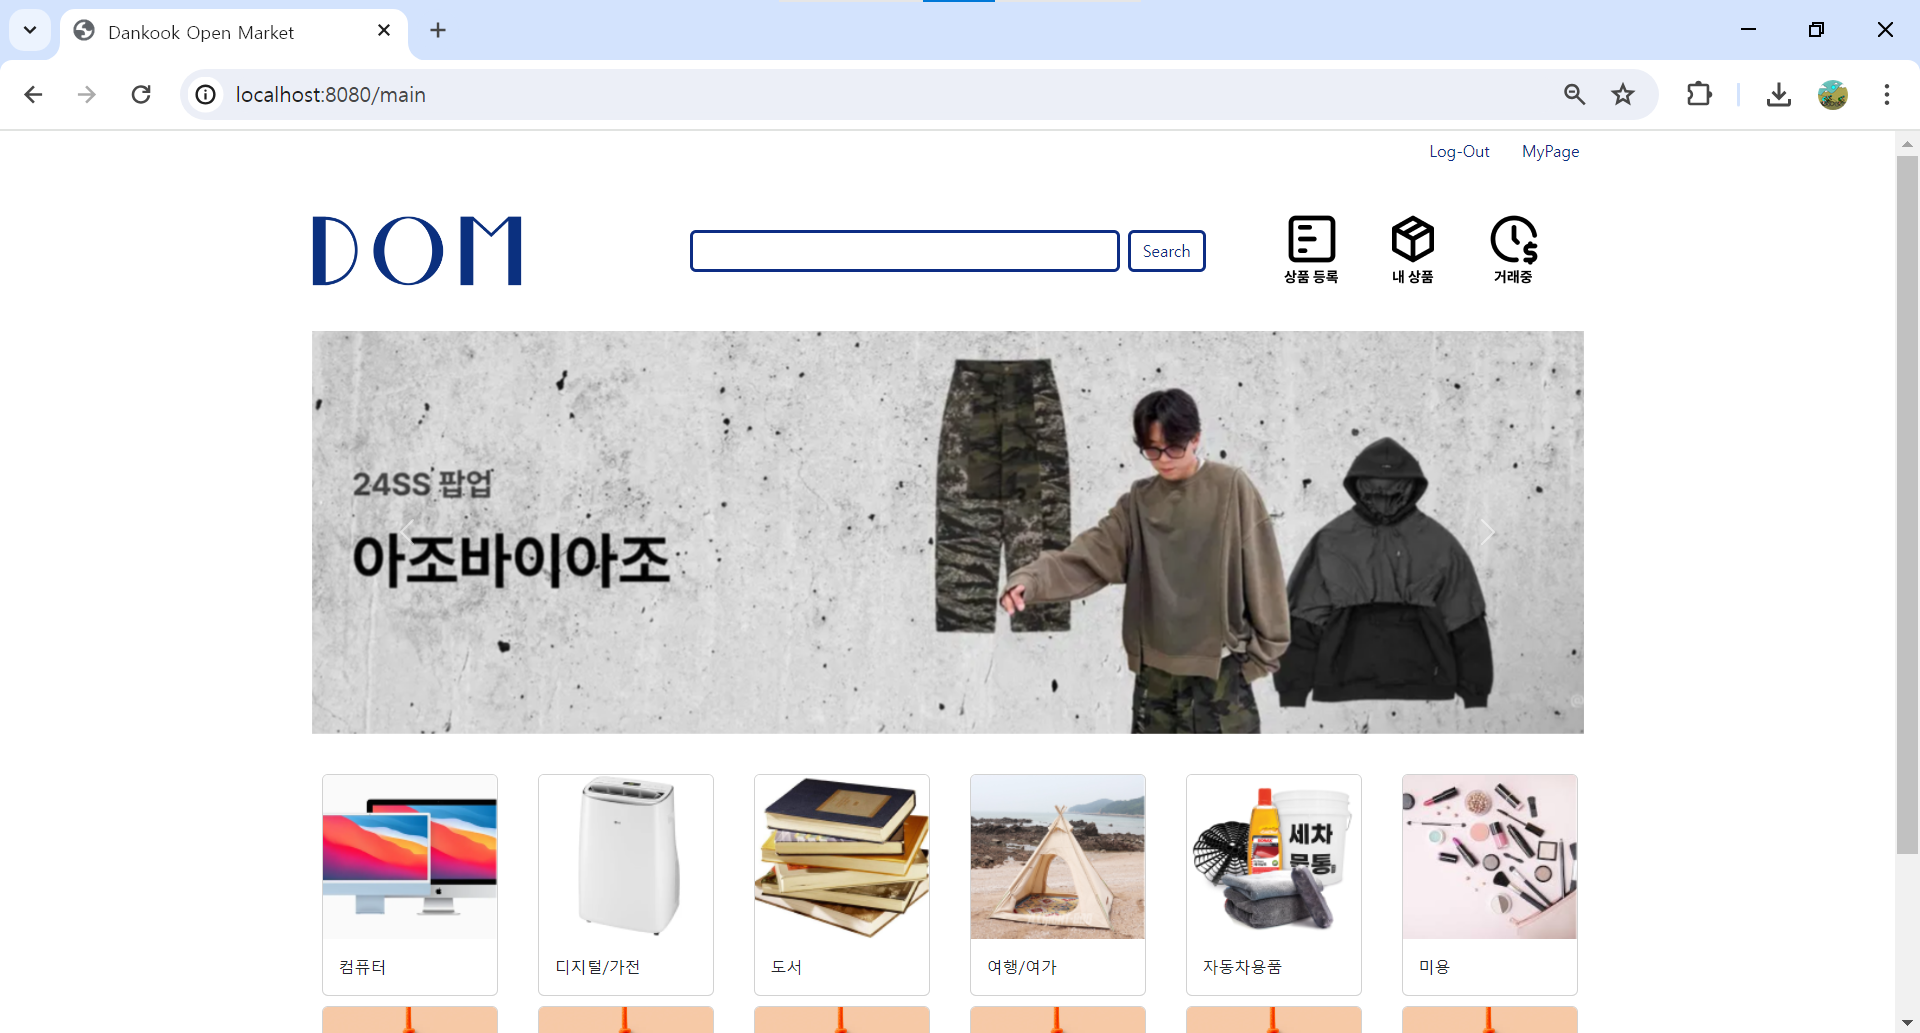 Dankook Open Market
localhost:8080/main
Log-Out MyPage
DOM
Search
상품 등록 내 상품 거래중
24SS 팝업
아조바이아조
세차
물통
컴퓨터
디지털/가전
도서
여행/여가
자동차용품
미용